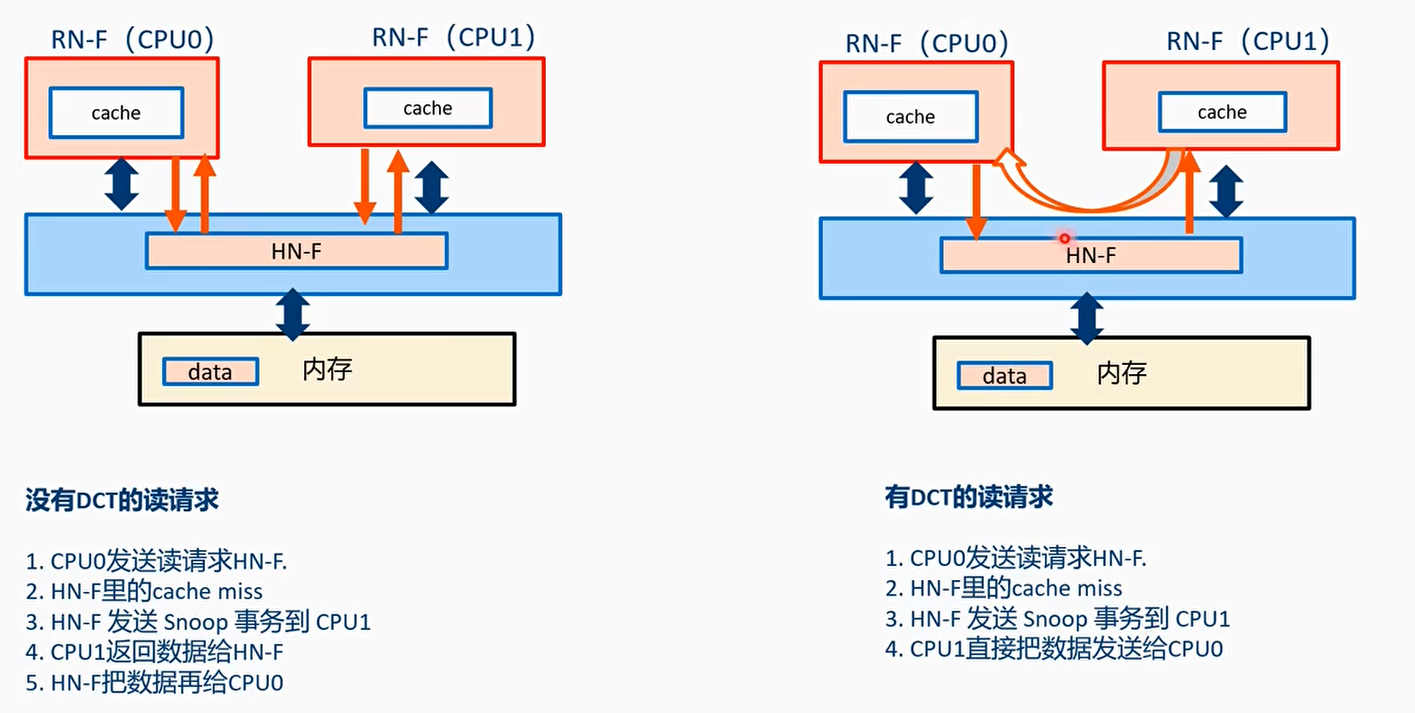 RN-F（CPU0）
RN-F（CPU1）
cache
cache
HN-F
data
内存
没有DCT的读请求
1. CPU0发送读请求HN-F.
2. HN-F里的cache miss
3. HN-F 发送 Snoop 事务到 CPU1
4. CPU1返回数据给HN-F
5. HN-F把数据再给CPU0
RN-F（CPU0）
RN-F（CPU1）
cache
cache
HN-F
data
内存
有DCT的读请求
1. CPU0发送读请求HN-F.
2. HN-F里的cache miss
3. HN-F 发送 Snoop 事务到 CPU1
4. CPU1直接把数据发送给CPU0